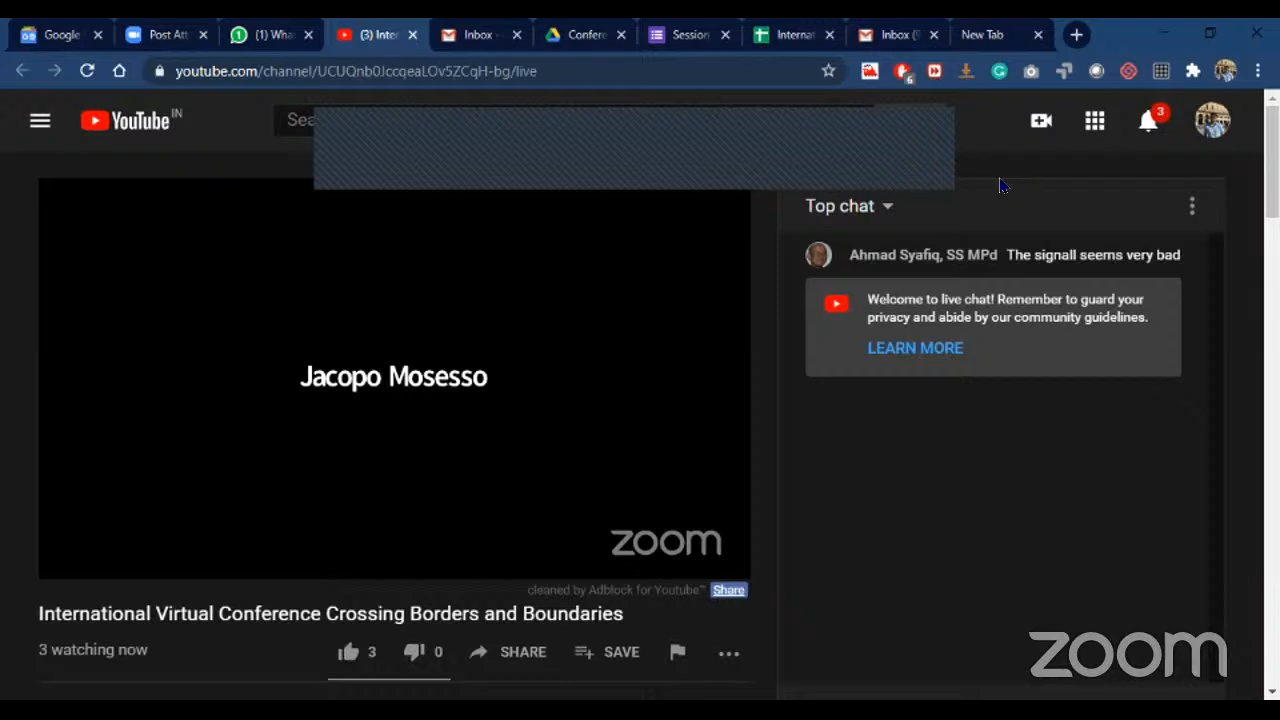 Google
Post Att
(1) Wha
(3) Inter
Inbox -
Confere
Session
Internat
Inbox (
New Tab
youtube.com/channel/UCUQnb0JccqeaLOv5ZCqH-bg/live
6
YouTube IN
Sea
3
Top chat
Ahmad Syafiq, SS MPd The signall seems very bad
Welcome to live chat! Remember to guard your
privacy and abide by our community guidelines.
LEARN MORE
Jacopo Mosesso
zoom
cleaned by Adblock for Youtube™ Share
International Virtual Conference Crossing Borders and Boundaries
3 watching now
3
0
SHARE
SAVE
zoom